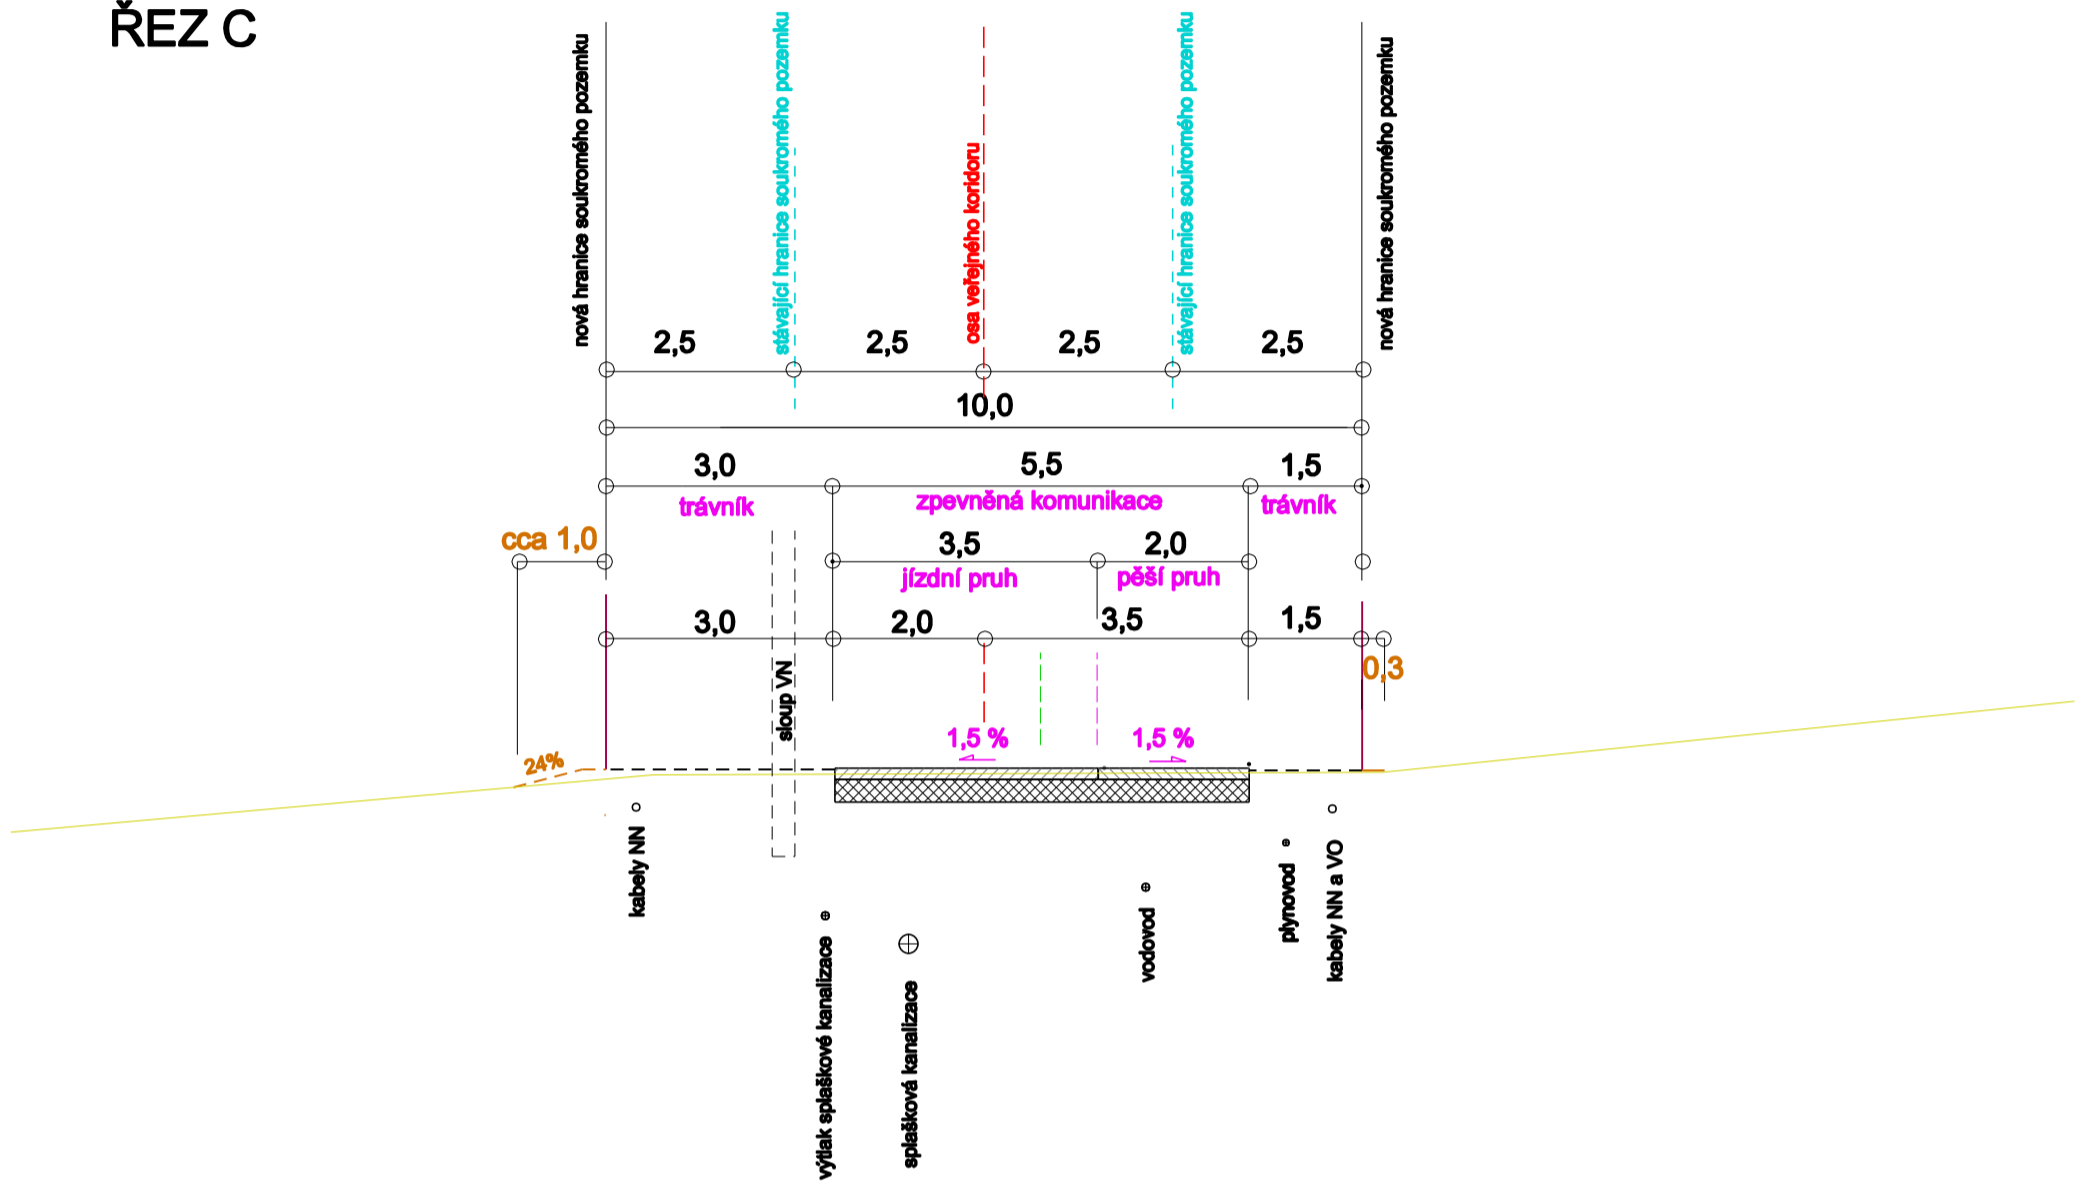 ŘEZ C
nová hranice soukromého pozemku
stávající hranice soukromého pozemku
osa veřejného koridoru
stávající hranice soukromého pozemku
nová hranice soukromého pozemku
2,5 2,5 2,5 2,5
10,0
3,0 5,5 1,5
trávník zpevněná komunikace trávník
cca 1,0 3,5 2,0
jízdní pruh pěší pruh
3,0 2,0 3,5 1,5
0,3
sloup VN
1,5 % 1,5 %
24%
kabely NN
výtlak splaškové kanalizace
splašková kanalizace
vodovod
plynovod
kabely NN a VO